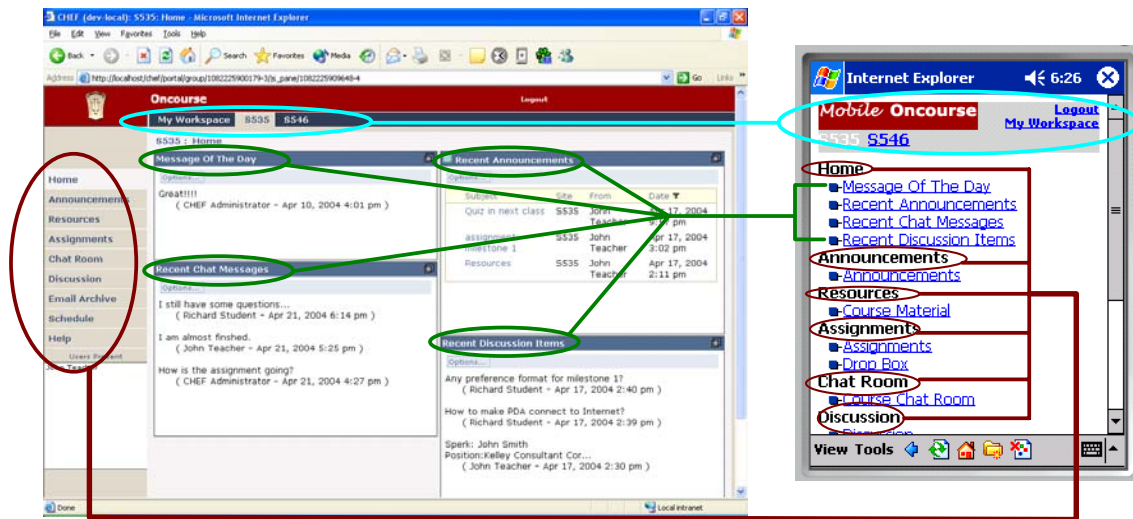 CHEF (dev-local): S535: Home - Microsoft Internet Explorer
File Edit View Favorites Tools Help
Back Search Favorites Media
Address http://localhost/chef/portal/group/1082225900179-3/js_pane/1082225909648-4 Go Links »
Oncourse Logout
My Workspace S535 S546
S535 : Home
Home
Announcements
Resources
Assignments
Chat Room
Discussion
Email Archive
Schedule
Help
Users Present
John Teacher
Message Of The Day
Options...
Great!!!!
( CHEF Administrator - Apr 10, 2004 4:01 pm )
Recent Chat Messages
Options...
I still have some questions...
( Richard Student - Apr 21, 2004 6:14 pm )
I am almost finshed.
( John Teacher - Apr 21, 2004 5:25 pm )
How is the assignment going?
( CHEF Administrator - Apr 21, 2004 4:27 pm )
Recent Announcements
Options...
Subject Site From Date
Quiz in next class S535 John Teacher 17, 2004 pm
assignment milestone 1 S535 John Teacher Apr 17, 2004 3:02 pm
Resources S535 John Teacher Apr 17, 2004 2:11 pm
Recent Discussion Items
Options...
Any preference format for milestone 1?
( Richard Student - Apr 17, 2004 2:40 pm )
How to make PDA connect to Internet?
( Richard Student - Apr 17, 2004 2:39 pm )
Sperk: John Smith
Position:Kelley Consultant Cor...
( John Teacher - Apr 17, 2004 2:30 pm )
Done Local intranet
Internet Explorer 6:26
Mobile Oncourse Logout
My Workspace
S535 S546
Home
Message Of The Day
Recent Announcements
Recent Chat Messages
Recent Discussion Items
Announcements
Announcements
Resources
Course Material
Assignments
Assignments
Drop Box
Chat Room
Course Chat Room
Discussion
Discussion
View Tools